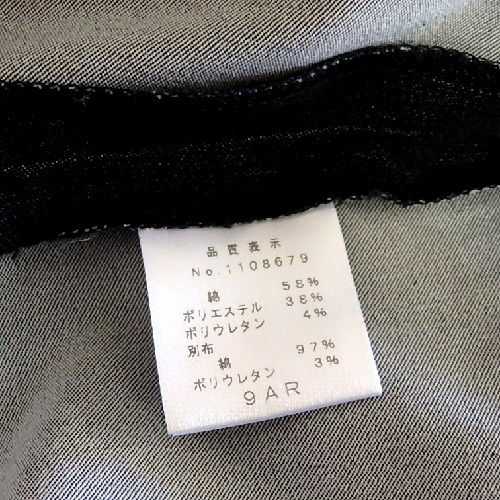 品質表示
No.1108679
綿 58%
ポリエステル 38%
ポリウレタン 4%
別布
綿 97%
ポリウレタン 3%
9AR